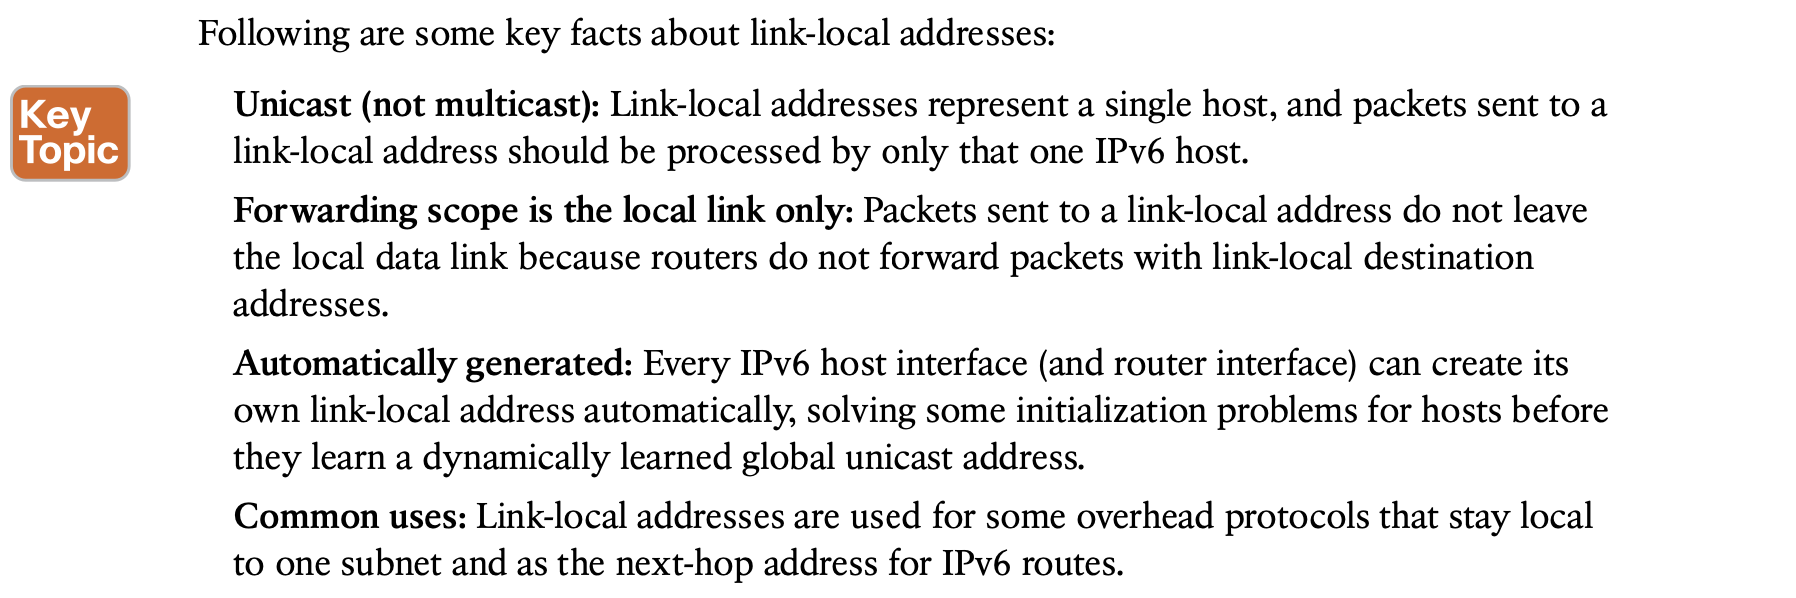 Following are some key facts about link-local addresses:
Key
Topic
Unicast (not multicast): Link-local addresses represent a single host, and packets sent to a
link-local address should be processed by only that one IPv6 host.
Forwarding scope is the local link only: Packets sent to a link-local address do not leave
the local data link because routers do not forward packets with link-local destination
addresses.
Automatically generated: Every IPv6 host interface (and router interface) can create its
own link-local address automatically, solving some initialization problems for hosts before
they learn a dynamically learned global unicast address.
Common uses: Link-local addresses are used for some overhead protocols that stay local
to one subnet and as the next-hop address for IPv6 routes.